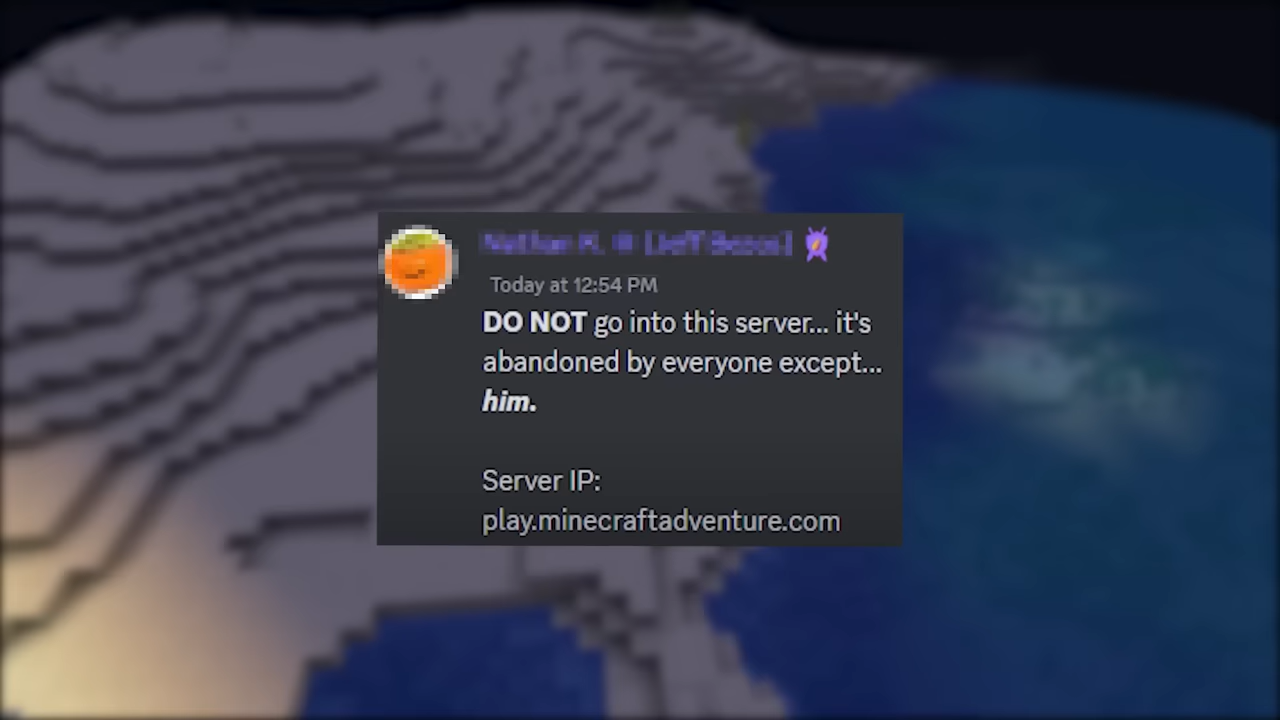 Today at 12:54 PM
DO NOT go into this server... it's
abandoned by everyone except...
him.
Server IP:
play.minecraftadventure.com